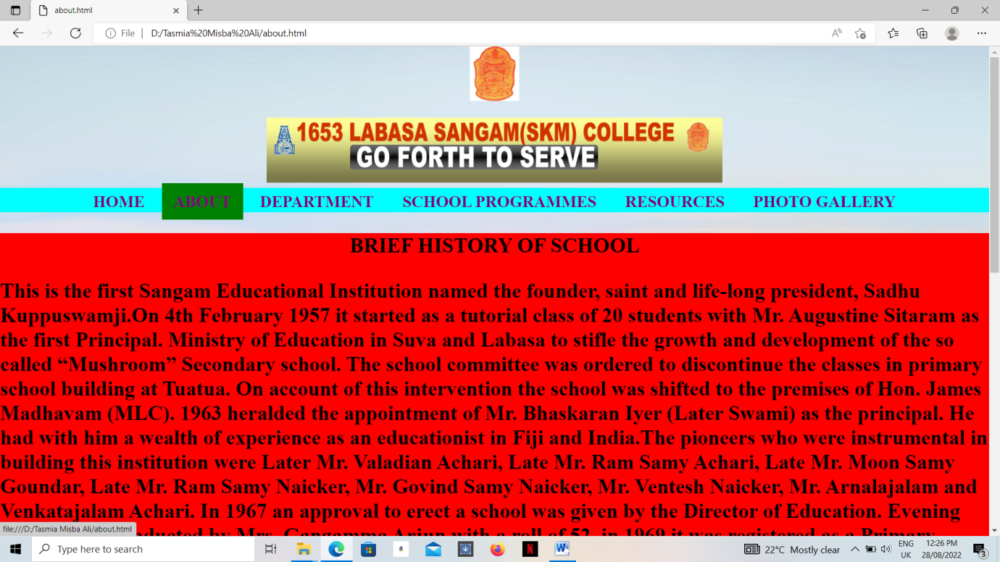 about.html
File | D:/Tasmia%20Misba%20Ali/about.html
SANGAM
1653 LABASA SANGAM(SKM) COLLEGE
GO FORTH TO SERVE
HOME ABOUT DEPARTMENT SCHOOL PROGRAMMES RESOURCES PHOTO GALLERY
BRIEF HISTORY OF SCHOOL
This is the first Sangam Educational Institution named the founder, saint and life-long president, Sadhu
Kuppuswamji.On 4th February 1957 it started as a tutorial class of 20 students with Mr. Augustine Sitaram as
the first Principal. Ministry of Education in Suva and Labasa to stifle the growth and development of the so
called “Mushroom” Secondary school. The school committee was ordered to discontinue the classes in primary
school building at Tuatua. On account of this intervention the school was shifted to the premises of Hon. James
Madhavam (MLC). 1963 heralded the appointment of Mr. Bhaskaran Iyer (Later Swami) as the principal. He
had with him a wealth of experience as an educationist in Fiji and India.The pioneers who were instrumental in
building this institution were Later Mr. Valadian Achari, Late Mr. Ram Samy Achari, Late Mr. Moon Samy
Goundar, Late Mr. Ram Samy Naicker, Mr. Govind Samy Naicker, Mr. Ventesh Naicker, Mr. Arnalajalam and
Venkatajalam Achari. In 1967 an approval to erect a school was given by the Director of Education. Evening
by Mrs. Gangamma Arjun with a roll of 52. in 1969 it was registered as a Primary
file:///D:/Tasmia Misba Ali/about.html
Type here to search
22°C Mostly clear
ENG
UK
12:26 PM
28/08/2022
3